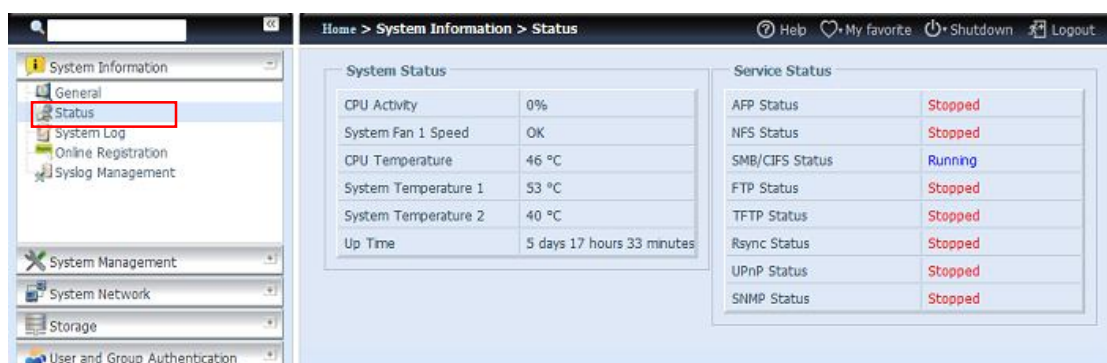 Home > System Information > Status
Help My favorite Shutdown Logout
System Information
General
Status
System Log
Online Registration
Syslog Management
System Management
System Network
Storage
User and Group Authentication
System Status
CPU Activity 0%
System Fan 1 Speed OK
CPU Temperature 46 °C
System Temperature 1 53 °C
System Temperature 2 40 °C
Up Time 5 days 17 hours 33 minutes
Service Status
AFP Status Stopped
NFS Status Stopped
SMB/CIFS Status Running
FTP Status Stopped
TFTP Status Stopped
Rsync Status Stopped
UPnP Status Stopped
SNMP Status Stopped